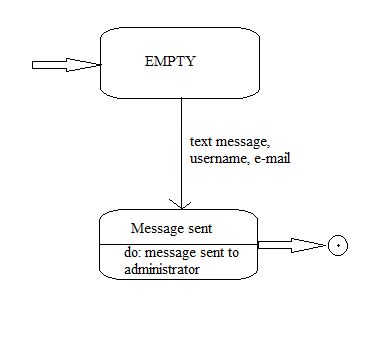 EMPTY
text message,
username, e-mail
Message sent
do: message sent to
administrator